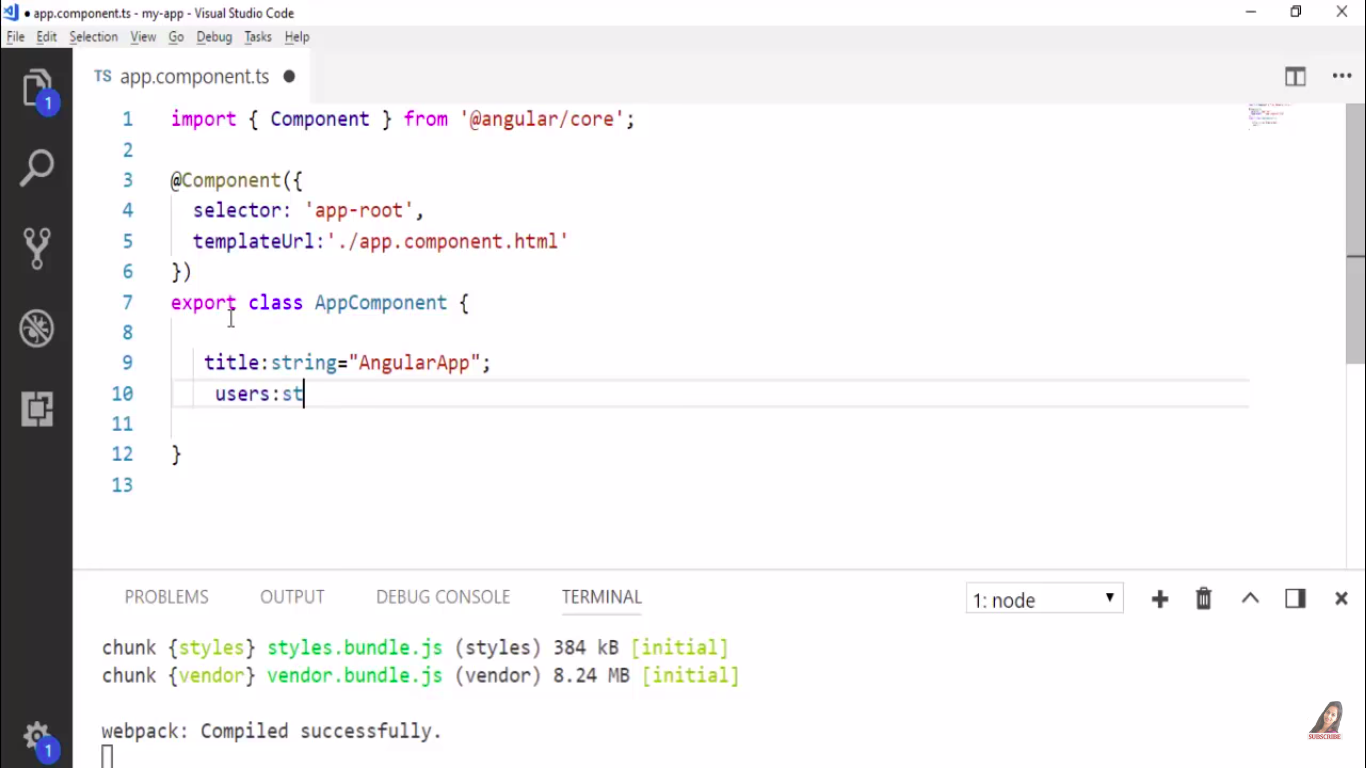 app.component.ts - my-app - Visual Studio Code
File Edit Selection View Go Debug Tasks Help
TS app.component.ts
1 import { Component } from '@angular/core';
2
3 @Component({
4 selector: 'app-root',
5 templateUrl:'./app.component.html'
6 })
7 export class AppComponent {
8
9 title:string="AngularApp";
10 users:st
11
12 }
13
1
PROBLEMS OUTPUT DEBUG CONSOLE TERMINAL 1: node
chunk {styles} styles.bundle.js (styles) 384 kB [initial]
chunk {vendor} vendor.bundle.js (vendor) 8.24 MB [initial]
webpack: Compiled successfully.
1
SUBSCRIBE